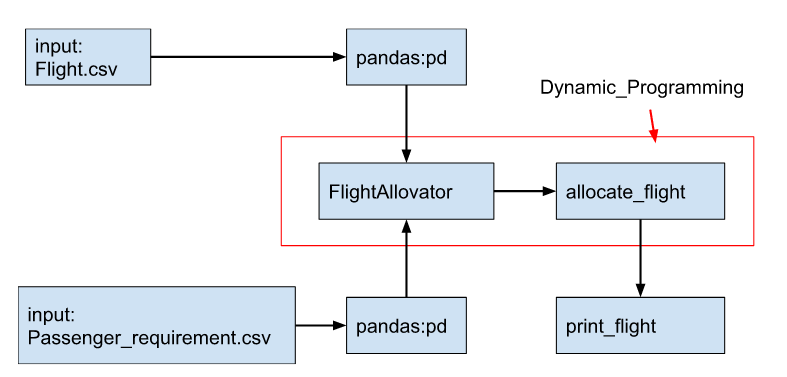 input:
Flight.csv
pandas:pd
Dynamic_Programming
FlightAllovator
allocate_flight
input:
Passenger_requirement.csv
pandas:pd
print_flight